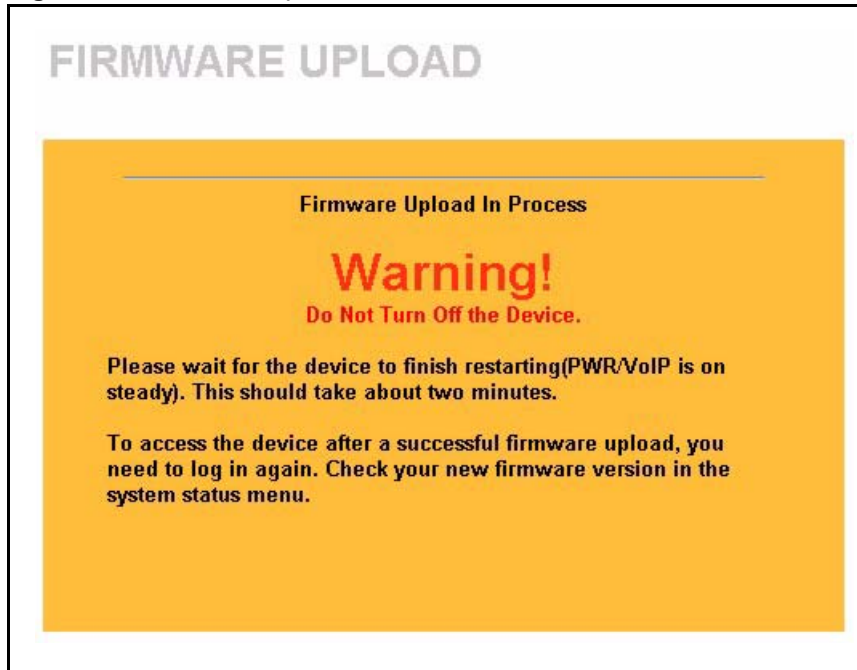 FIRMWARE UPLOAD
Firmware Upload In Process
Warning!
Do Not Turn Off the Device.
Please wait for the device to finish restarting(PWR/VoIP is on
steady). This should take about two minutes.
To access the device after a successful firmware upload, you
need to log in again. Check your new firmware version in the
system status menu.